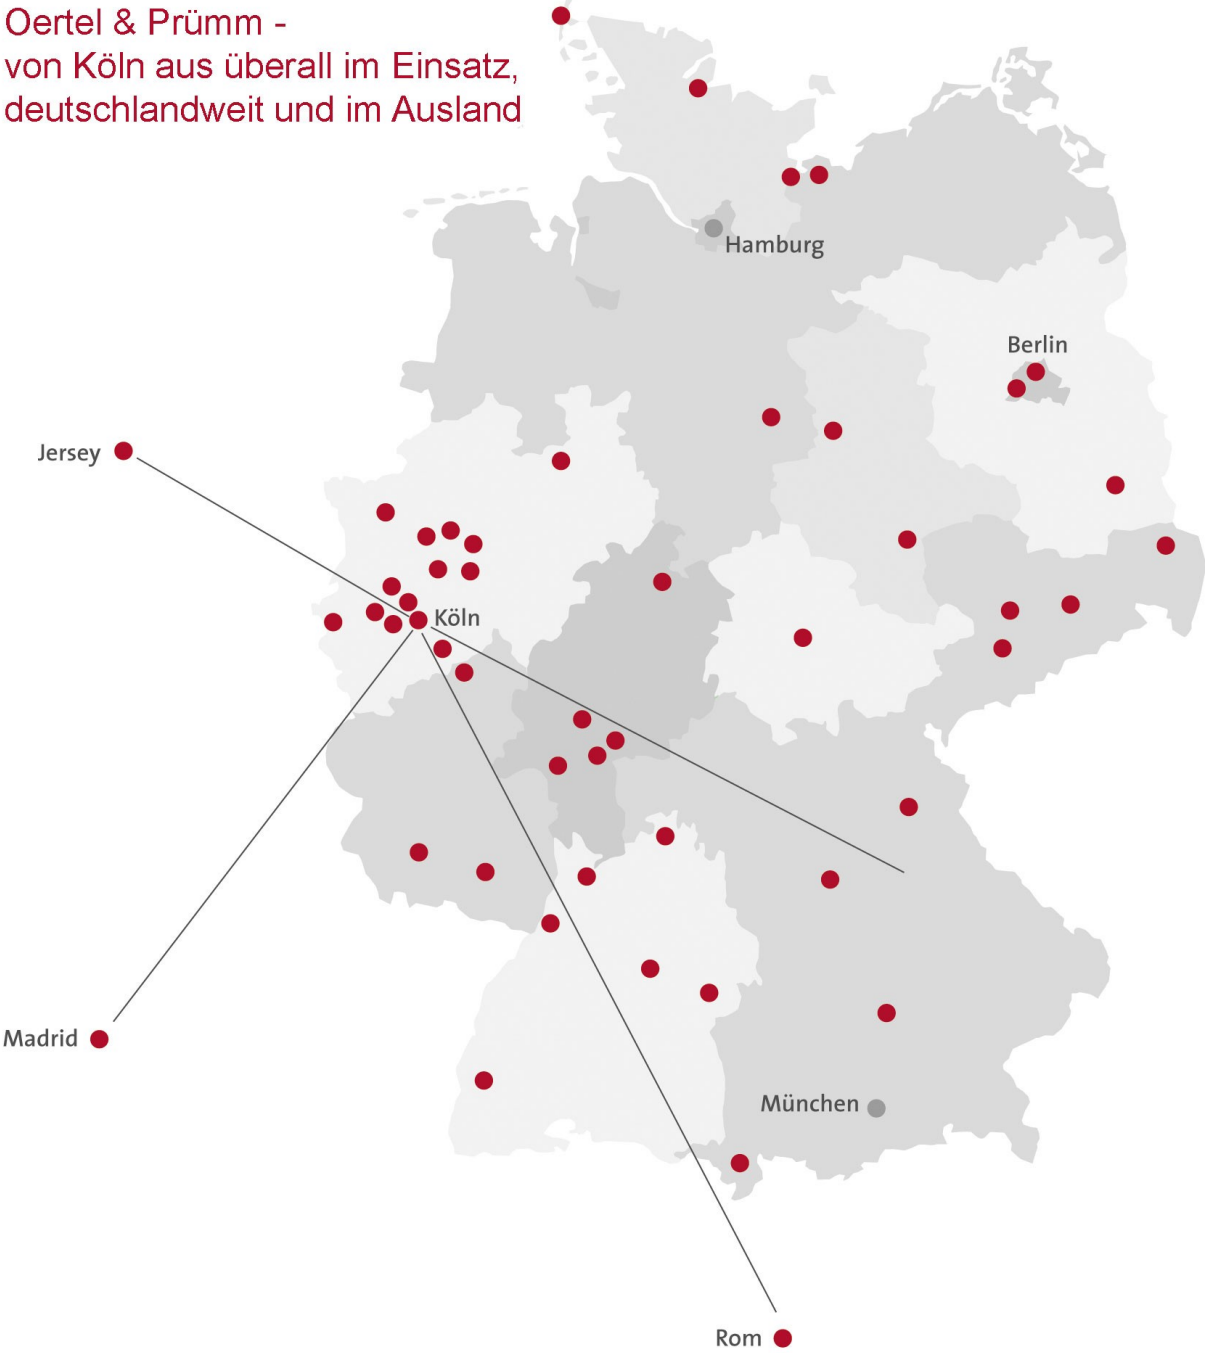 Oertel & Prümm -
von Köln aus überall im Einsatz,
deutschlandweit und im Ausland
Hamburg
Berlin
Jersey
Köln
Madrid
München
Rom